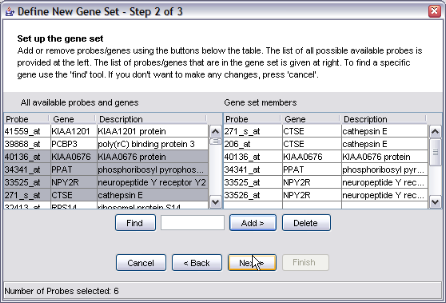 Define New Gene Set - Step 2 of 3
Set up the gene set
Add or remove probes/genes using the buttons below the table. The list of all possible available probes is
provided at the left. The list of probes/genes that are in the gene set is given at right. To find a specific
gene use the 'find' tool. If you don't want to make any changes, press 'cancel'.
All available probes and genes
Gene set members
Probe Gene Description
41559_at KIAA1201 KIAA1201 protein
39868_at PCBP3 poly(rC) binding protein 3
40136_at KIAA0676 KIAA0676 protein
34341_at PPAT phosphoribosyl pyrophos...
33525_at NPY2R neuropeptide Y receptor Y2
271_s_at CTSE cathepsin E
32413_at RPS14 ribosomal protein S14
Probe Gene Description
271_s_at CTSE cathepsin E
206_at CTSE cathepsin E
40136_at KIAA0676 KIAA0676 protein
34341_at PPAT phosphoribosyl pyro...
33526_at NPY2R neuropeptide Y rec...
33525_at NPY2R neuropeptide Y rec...
Find Add > Delete
Cancel < Back Next > Finish
Number of Probes selected: 6